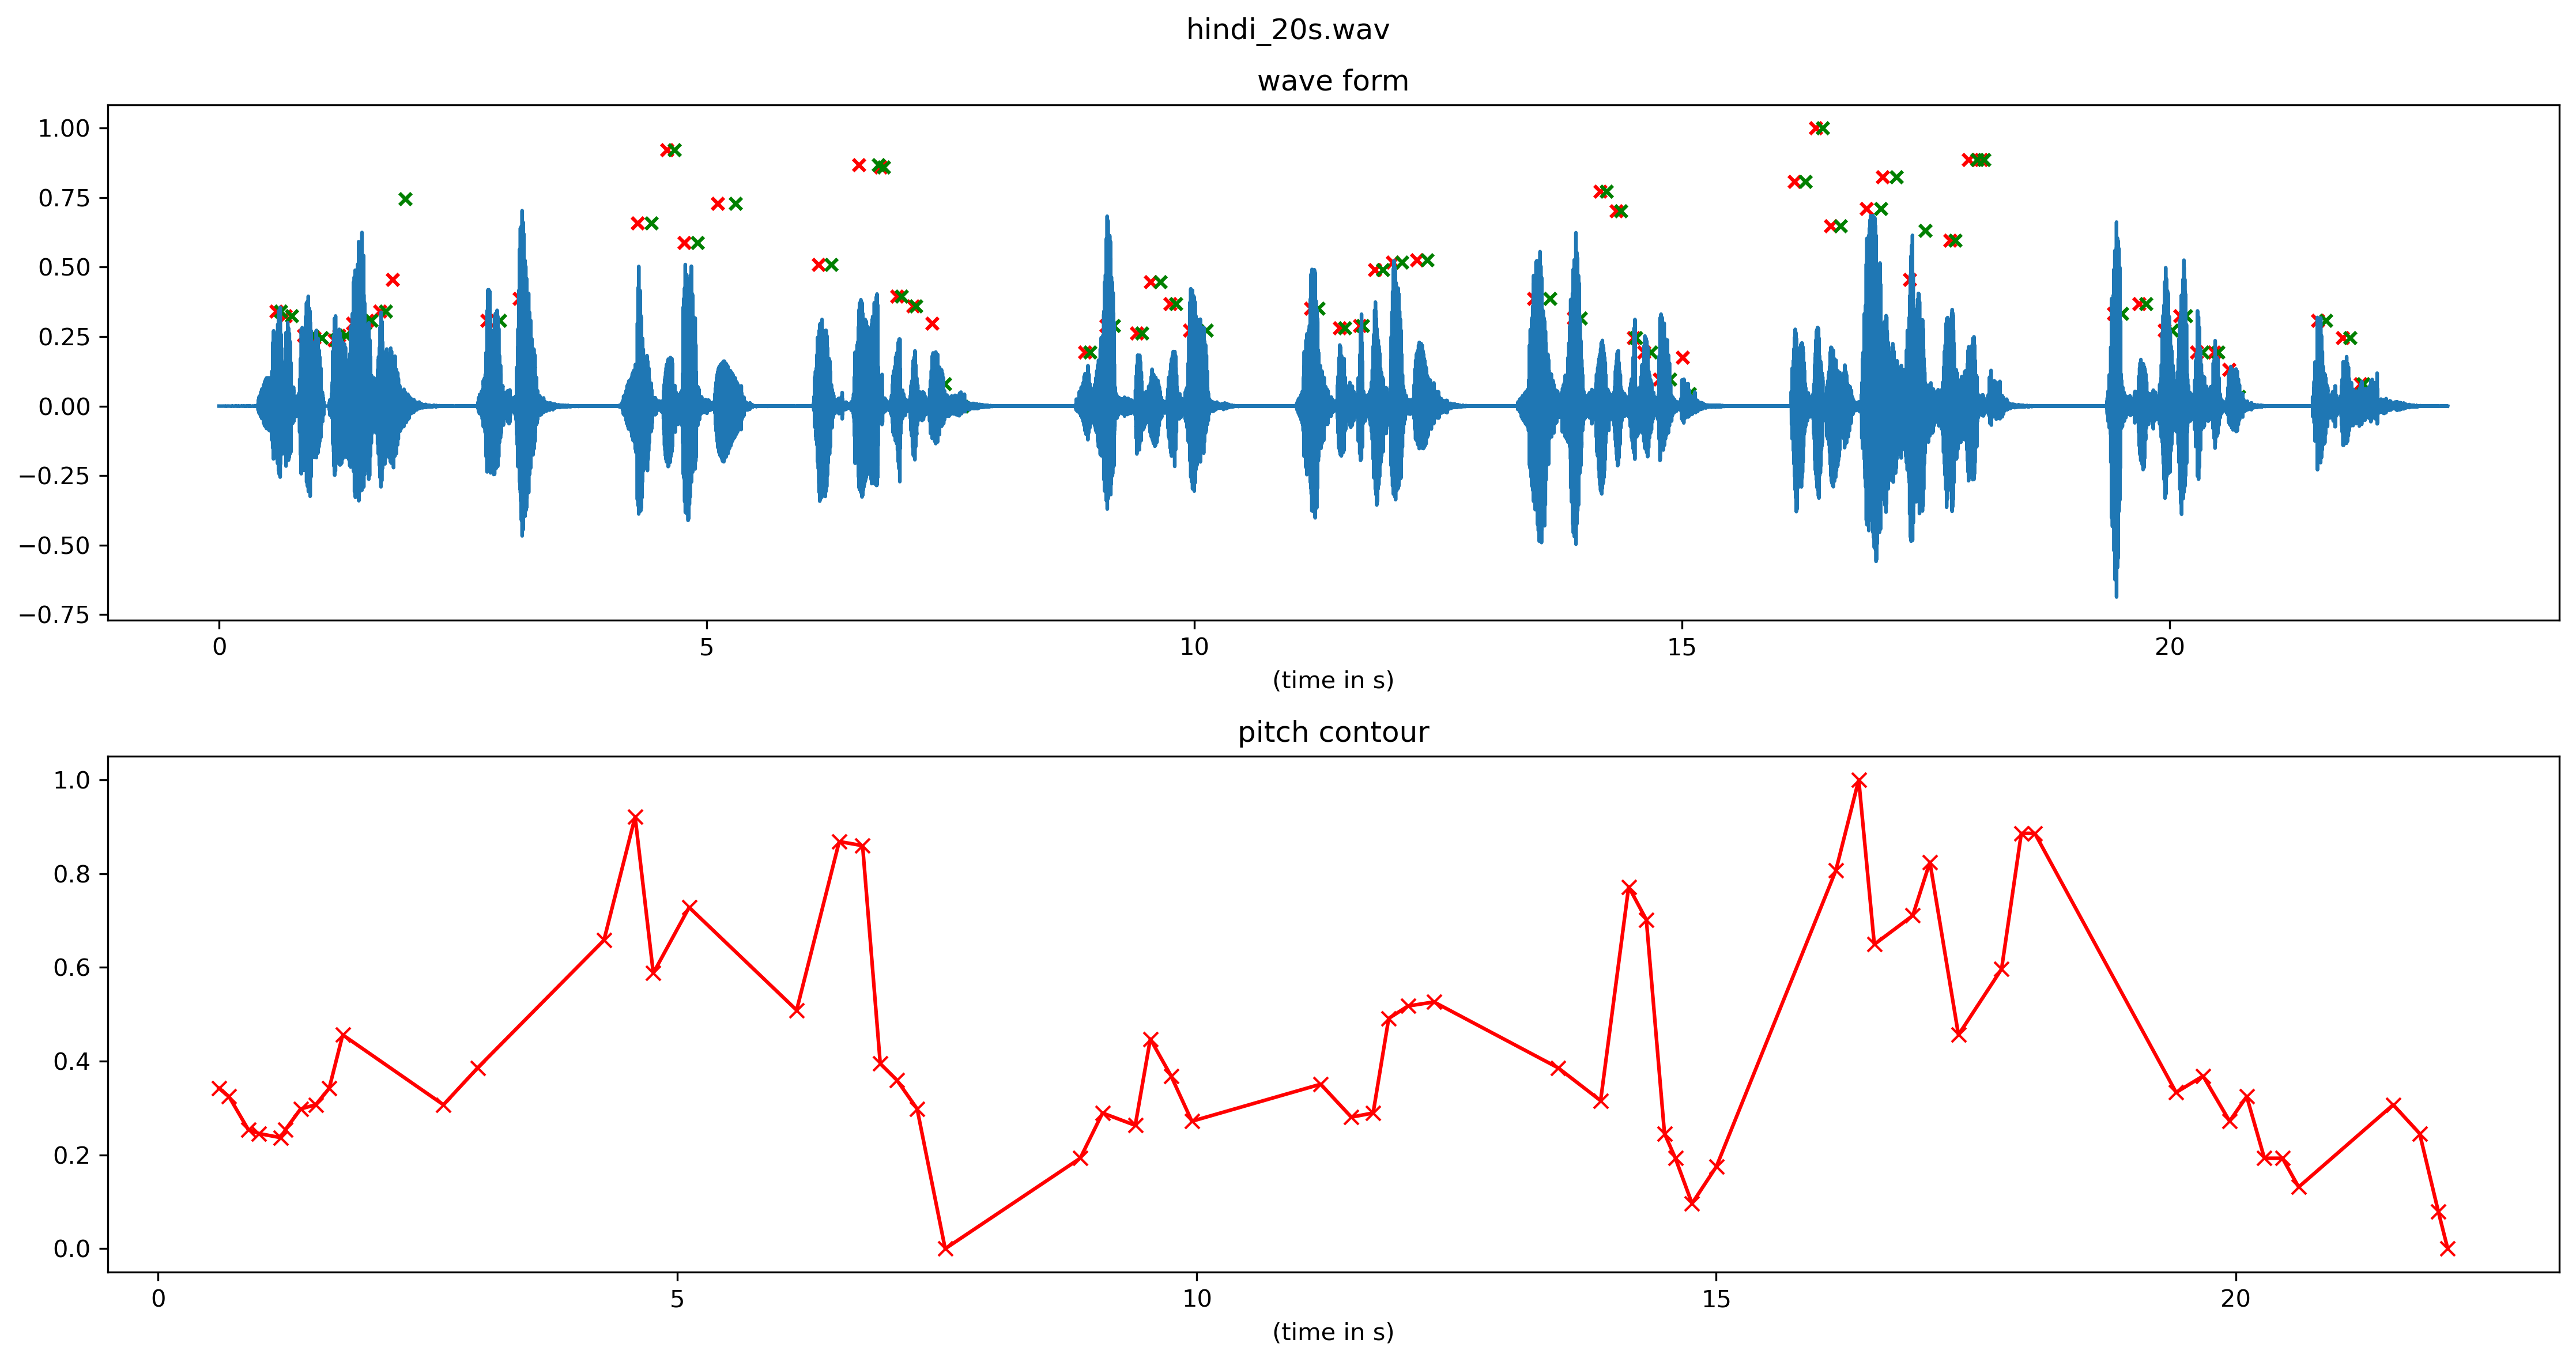 hindi_20s.wav
wave form
1.00
0.75
0.50
0.25
0.00
−0.25
−0.50
−0.75
0 5 10 15 20
(time in s)
pitch contour
1.0
0.8
0.6
0.4
0.2
0.0
0 5 10 15 20
(time in s)